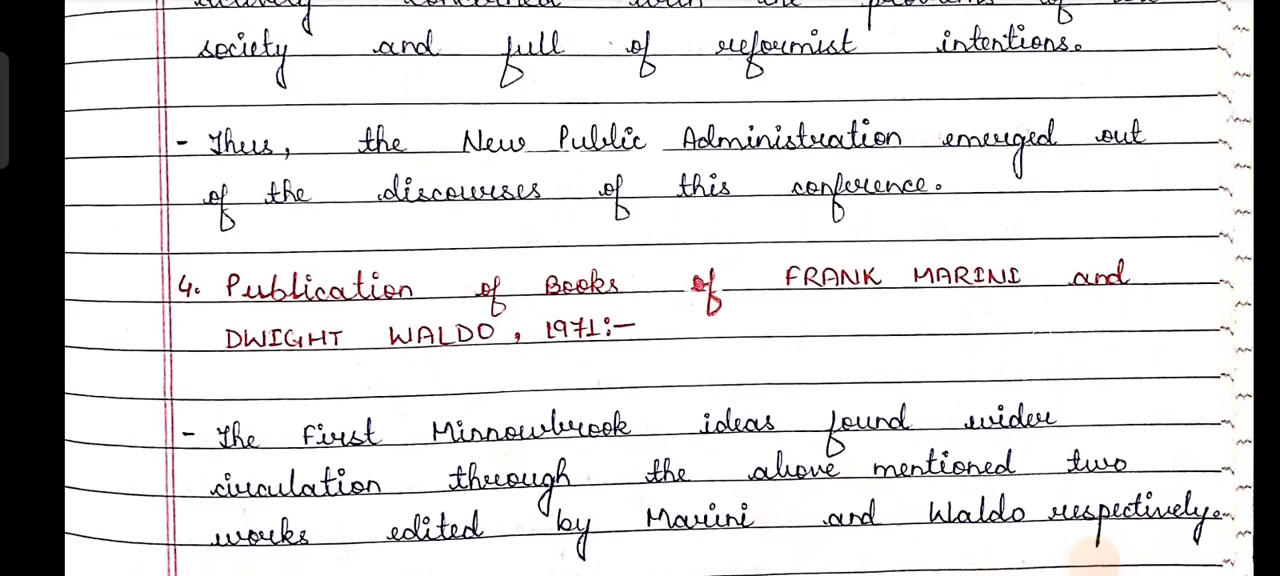 society and full of reformist intentions.
- Thus, the New Public Administration emerged out
of the discourses of this conference.
4. Publication of Books of FRANK MARINI and
DWIGHT WALDO, 1971:-
- The First Minnowbrook ideas found wider
circulation through the above mentioned two
works edited by Marini and Waldo respectively.